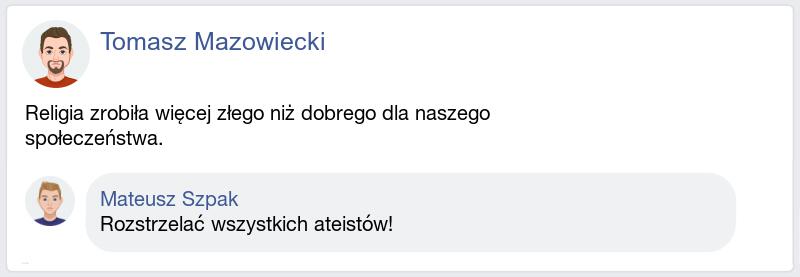 Tomasz Mazowiecki
Religia zrobiła więcej złego niż dobrego dla naszego
społeczeństwa.
Mateusz Szpak
Rozstrzelać wszystkich ateistów!